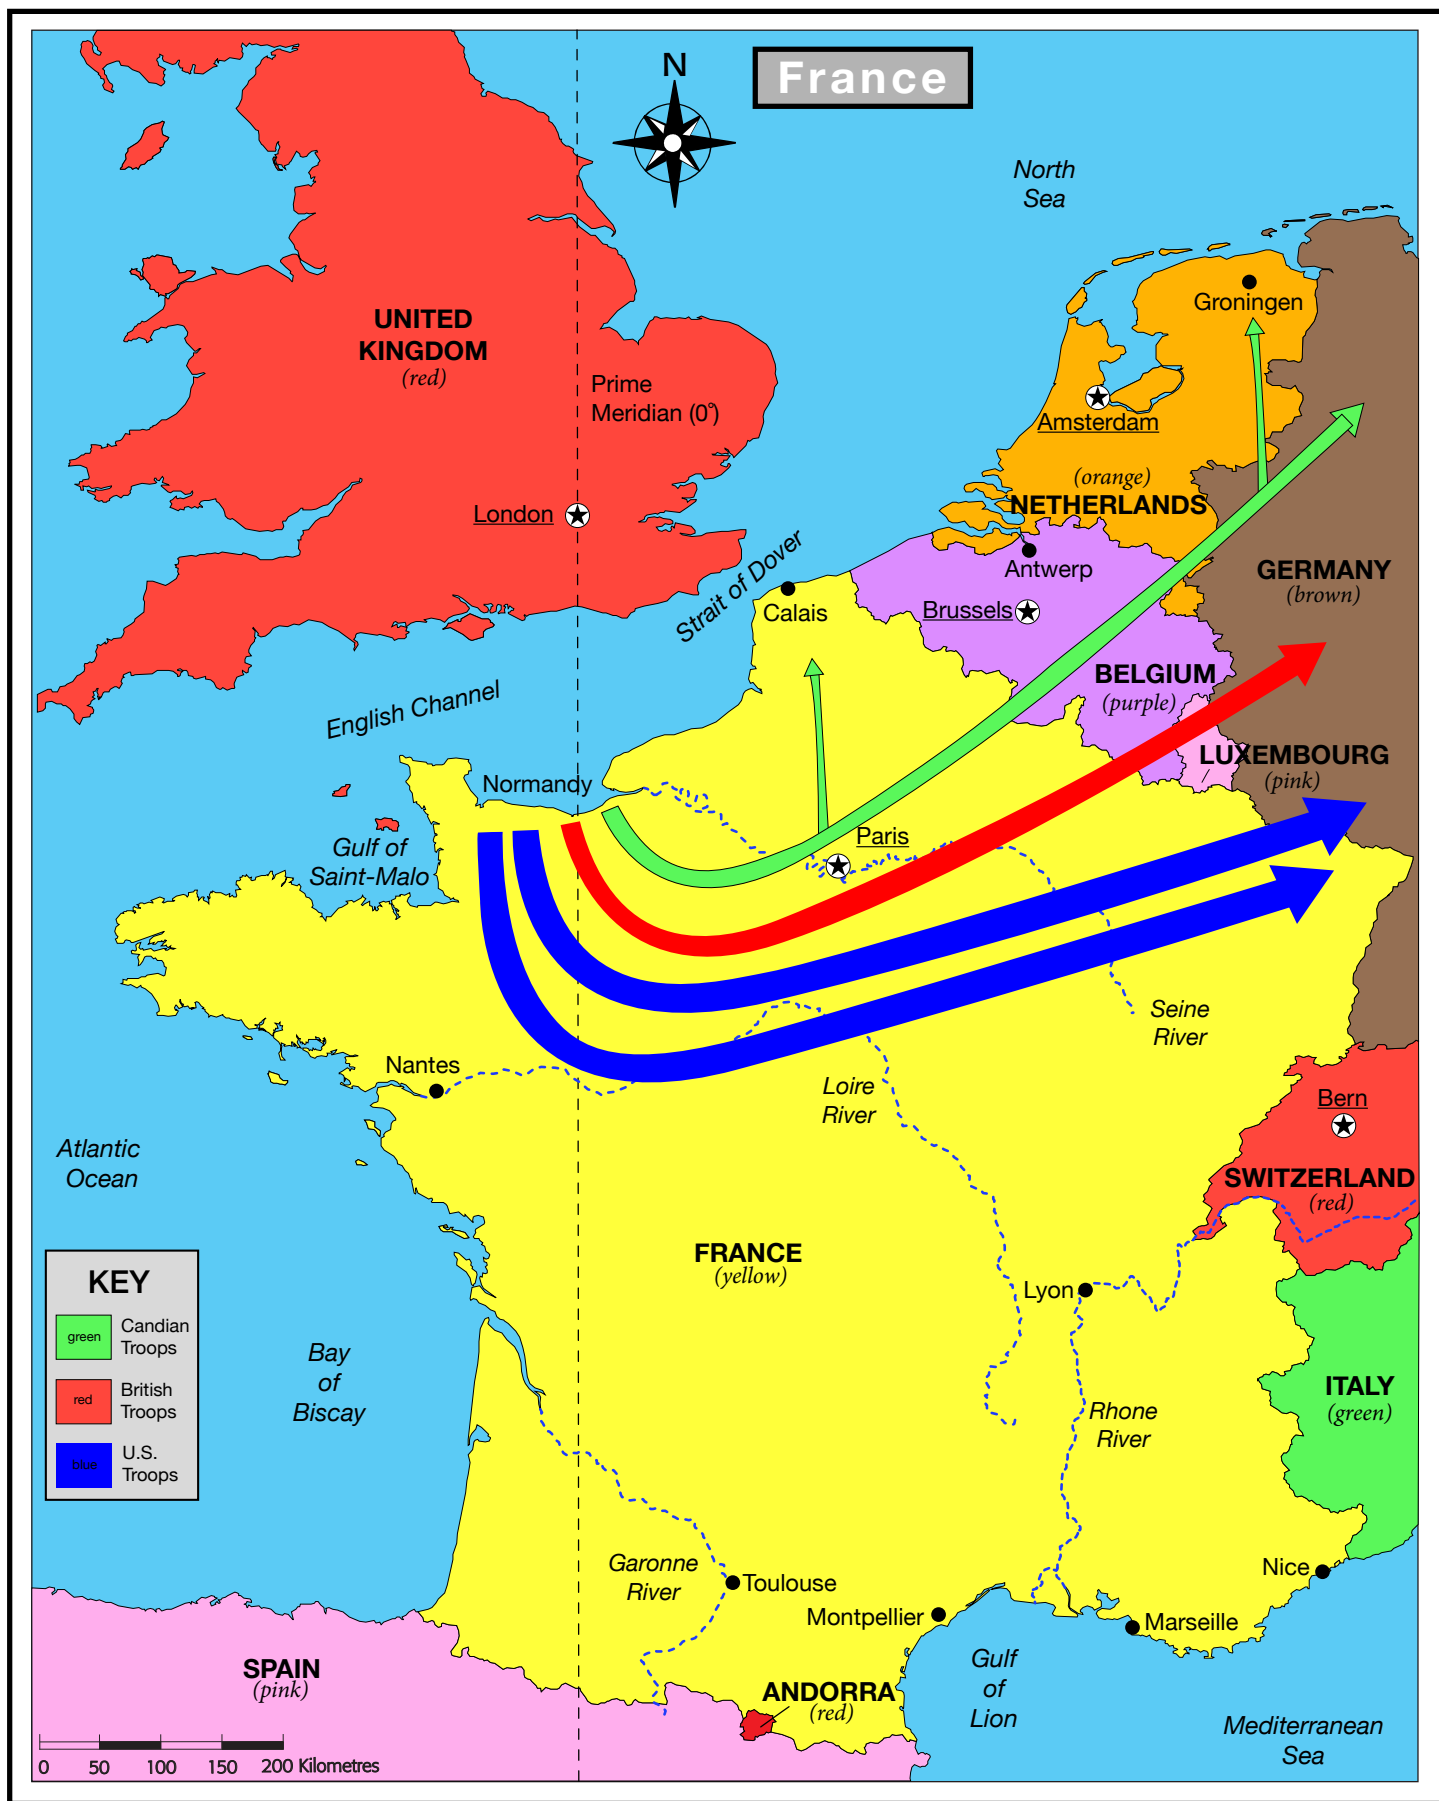 France
N
North
Sea
UNITED
KINGDOM
(red)
Prime
Meridian (0°)
London
Groningen
Amsterdam
(orange)
NETHERLANDS
Strait of Dover
Antwerp
Brussels
Calais
GERMANY
(brown)
BELGIUM
(purple)
LUXEMBOURG
(pink)
English Channel
Normandy
Gulf of
Saint-Malo
Paris
Seine
River
Nantes
Loire
River
Bern
SWITZERLAND
(red)
Atlantic
Ocean
FRANCE
(yellow)
Lyon
KEY
green
Candian
Troops
red
British
Troops
blue
U.S.
Troops
Bay
of
Biscay
Rhone
River
ITALY
(green)
Garonne
River
Toulouse
Montpellier
Marseille
Nice
SPAIN
(pink)
ANDORRA
(red)
Gulf
of
Lion
Mediterranean
Sea
0 50 100 150 200 Kilometres